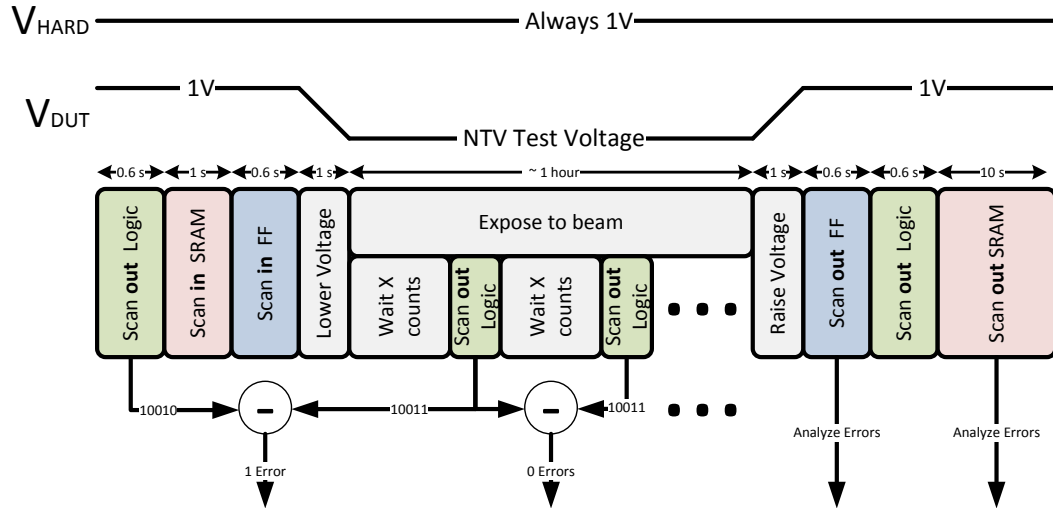 VHARD
Always 1V
VDUT
1V
NTV Test Voltage
1V
0.6 s
1 s
0.6 s
1 s
~ 1 hour
1 s
0.6 s
0.6 s
10 s
Scan out Logic
Scan in SRAM
Scan in FF
Lower Voltage
Expose to beam
Wait X
counts
Scan out
Logic
Wait X
counts
Scan out
Logic
Raise Voltage
Scan out FF
Scan out Logic
Scan out SRAM
10010
-
10011
-
10011
Analyze Errors
Analyze Errors
1 Error
0 Errors